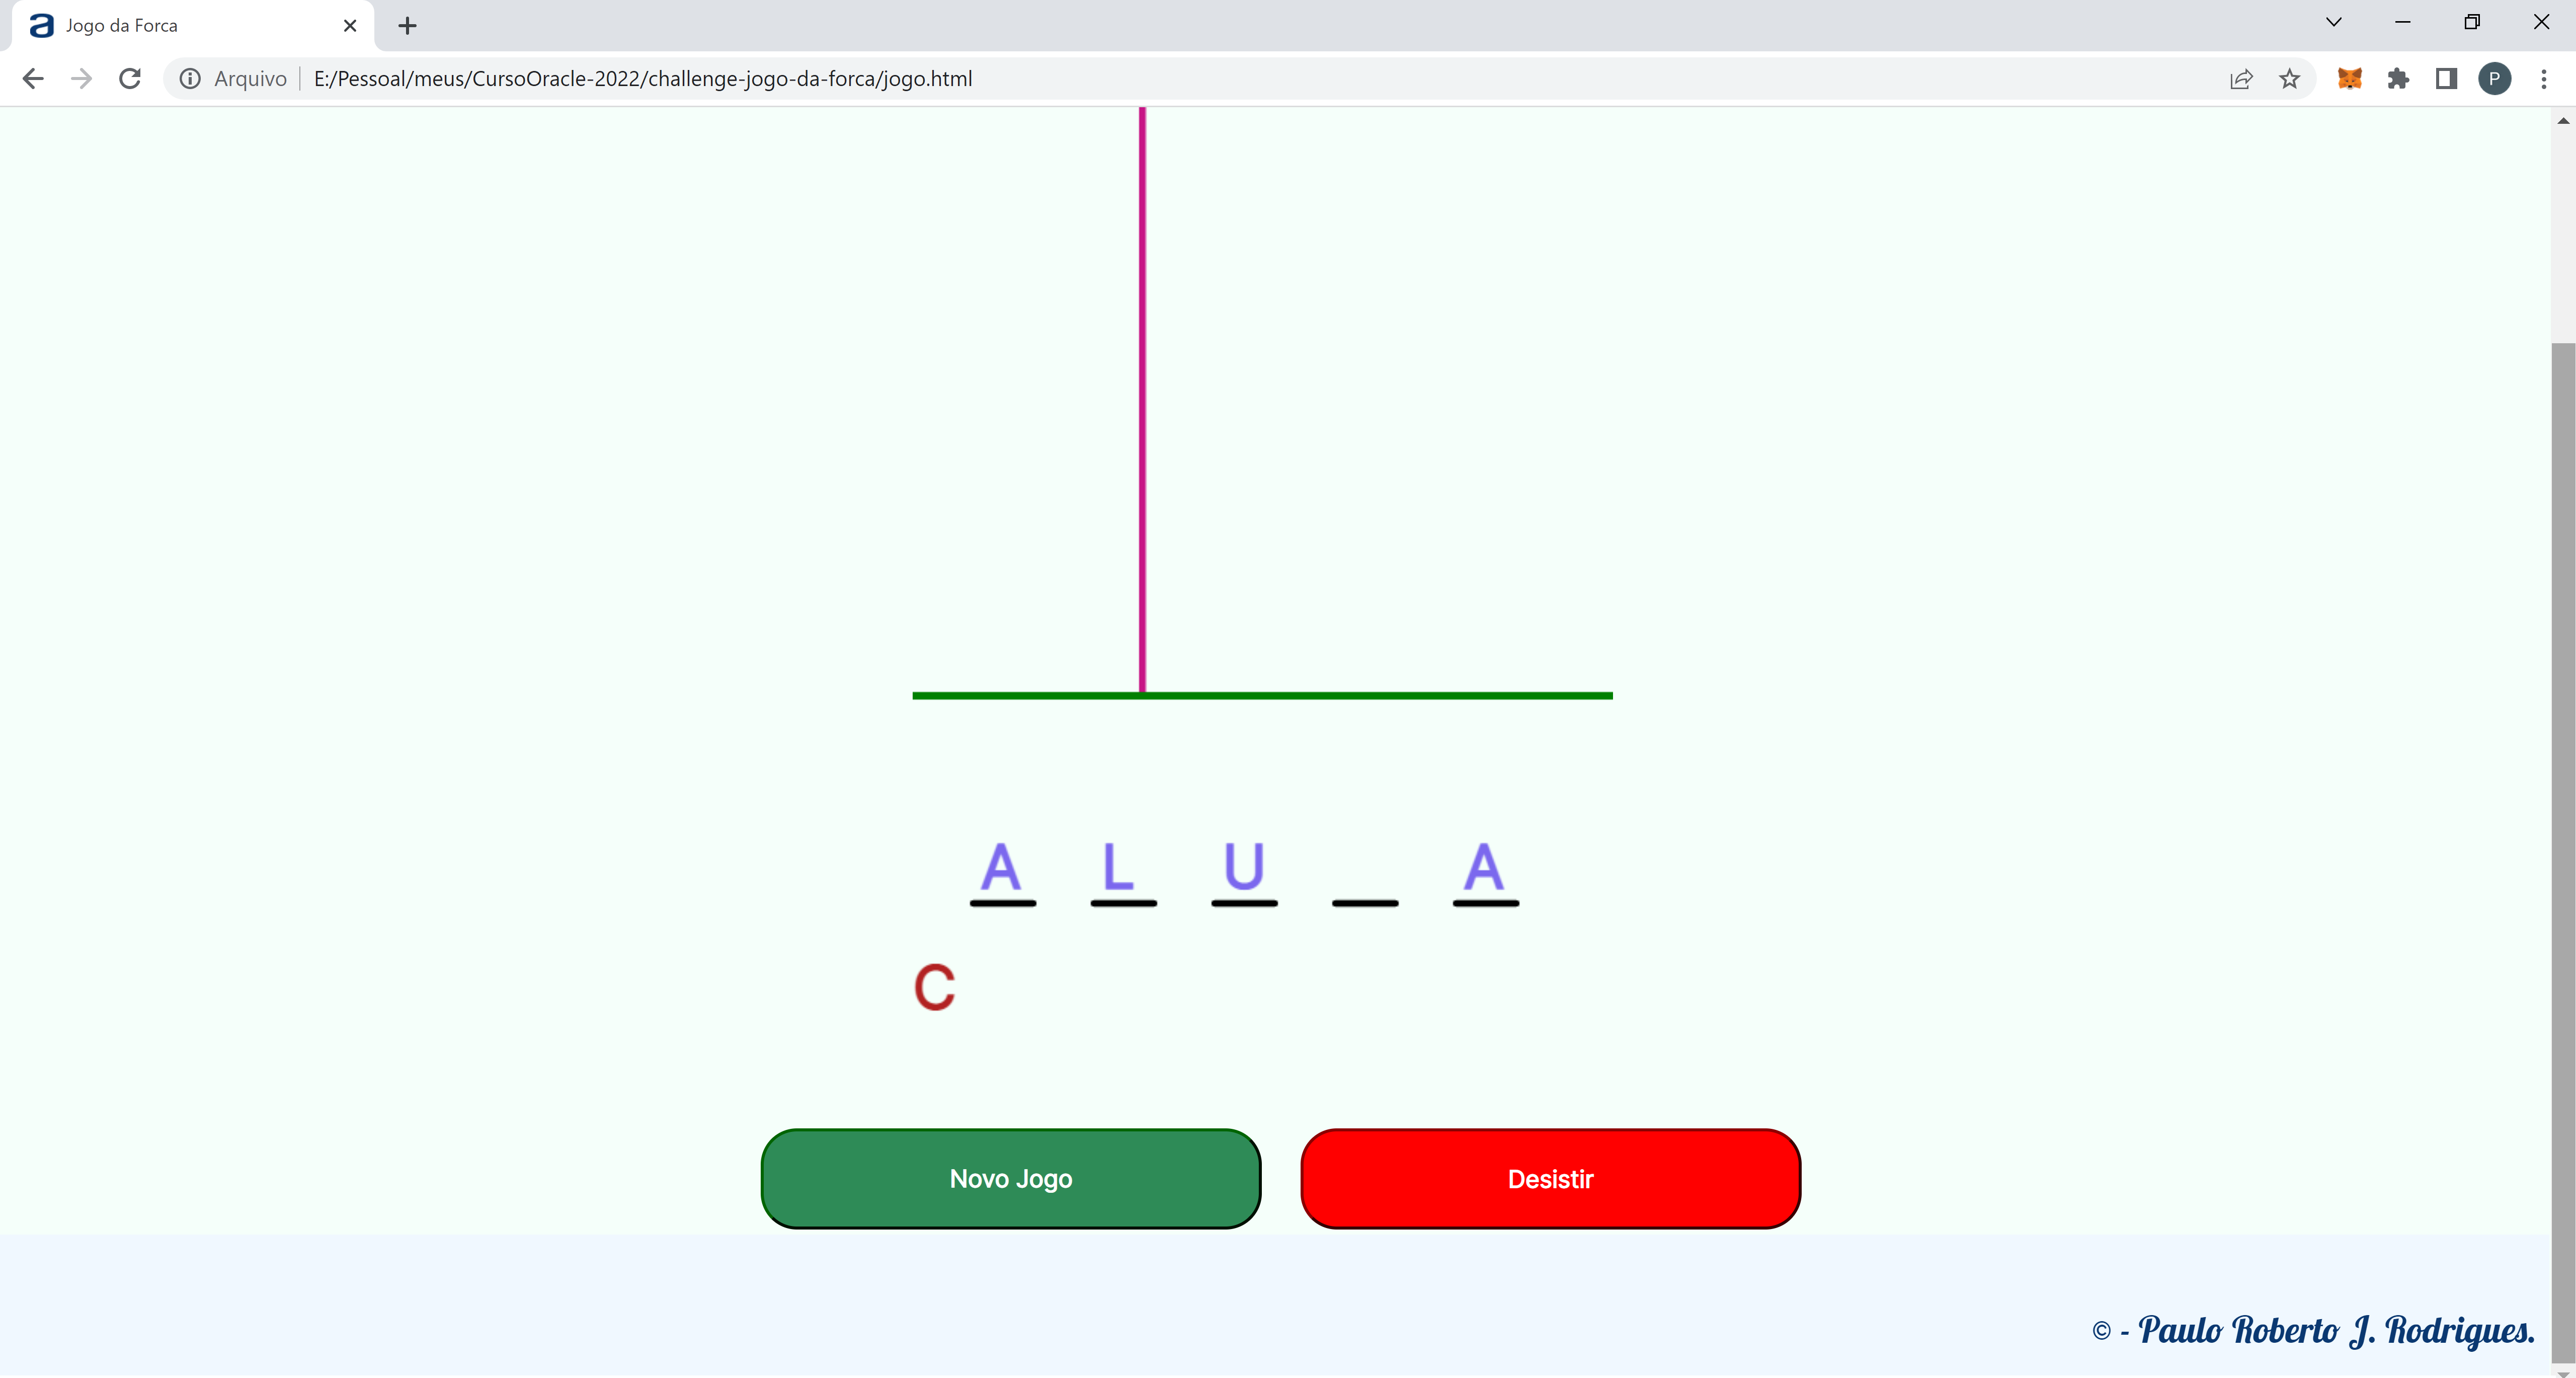 Jogo da Forca
Arquivo E:/Pessoal/meus/CursoOracle-2022/challenge-jogo-da-forca/jogo.html
P
A L U _ A
C
Novo Jogo Desistir
© - Paulo Roberto J. Rodrigues.